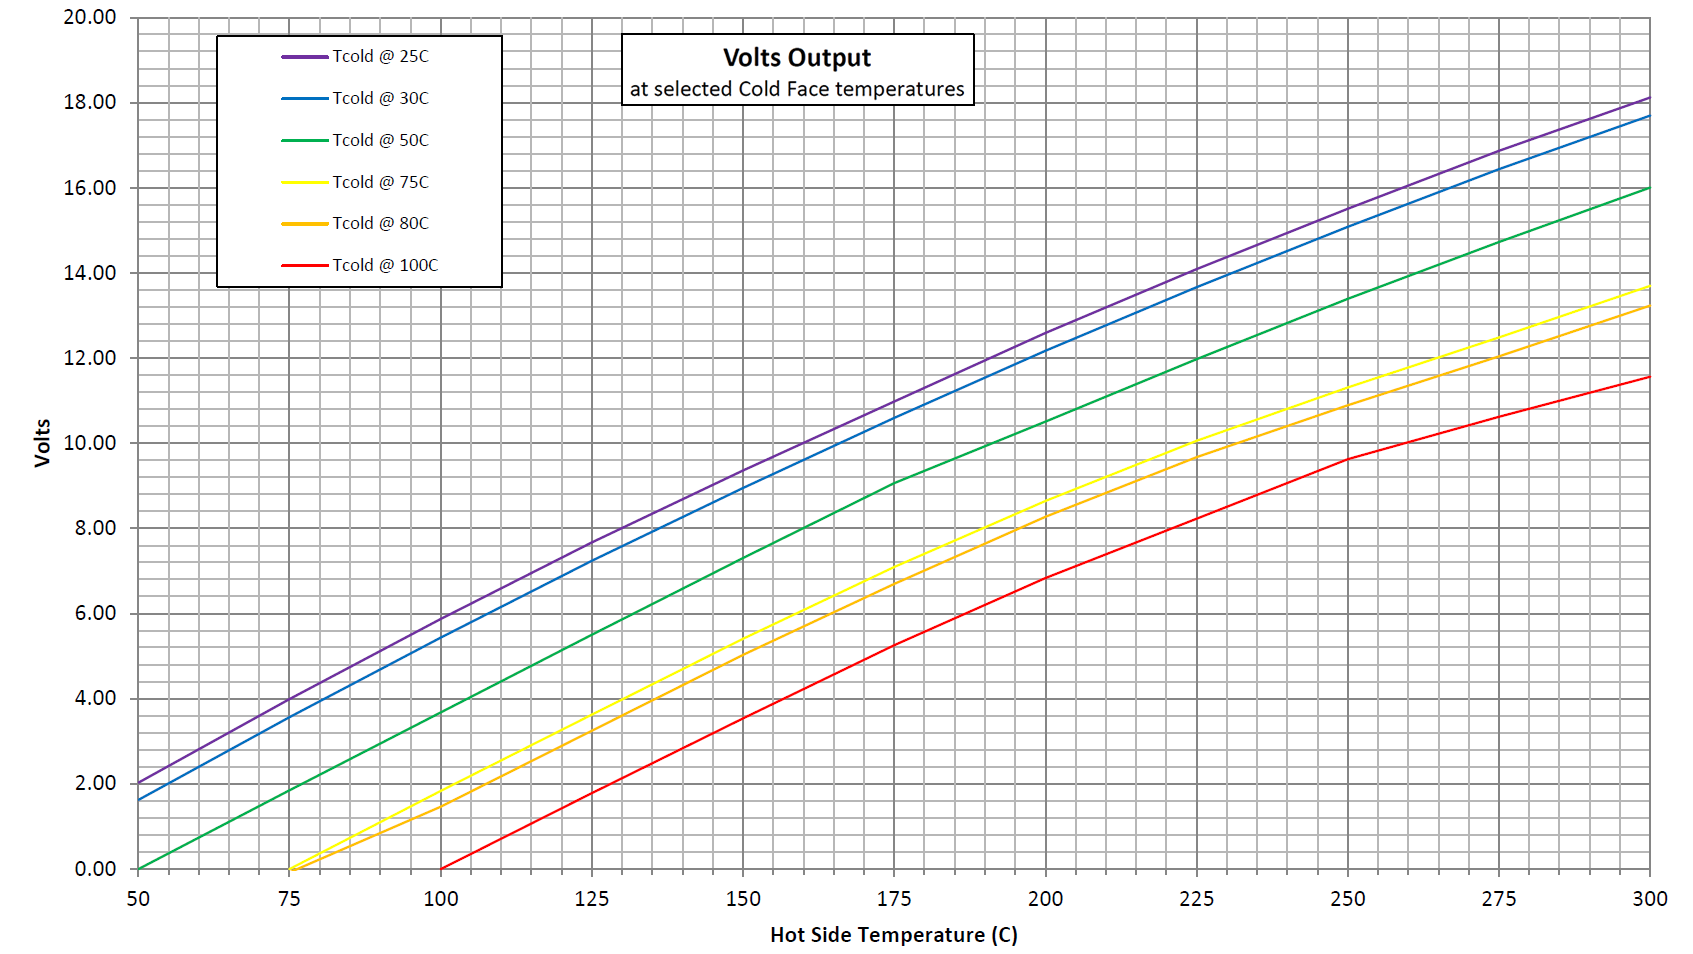 Volts Output
at selected Cold Face temperatures
Tcold @ 25C
Tcold @ 30C
Tcold @ 50C
Tcold @ 75C
Tcold @ 80C
Tcold @ 100C
20.00
18.00
16.00
14.00
12.00
10.00
8.00
6.00
4.00
2.00
0.00
Volts
50 75 100 125 150 175 200 225 250 275 300
Hot Side Temperature (C)